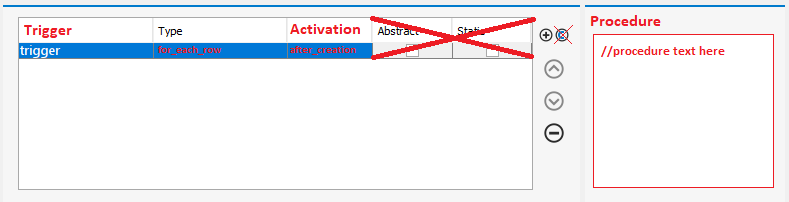 Trigger Type Activation Abstract Static
trigger for_each_row after_creation
Procedure
//procedure text here